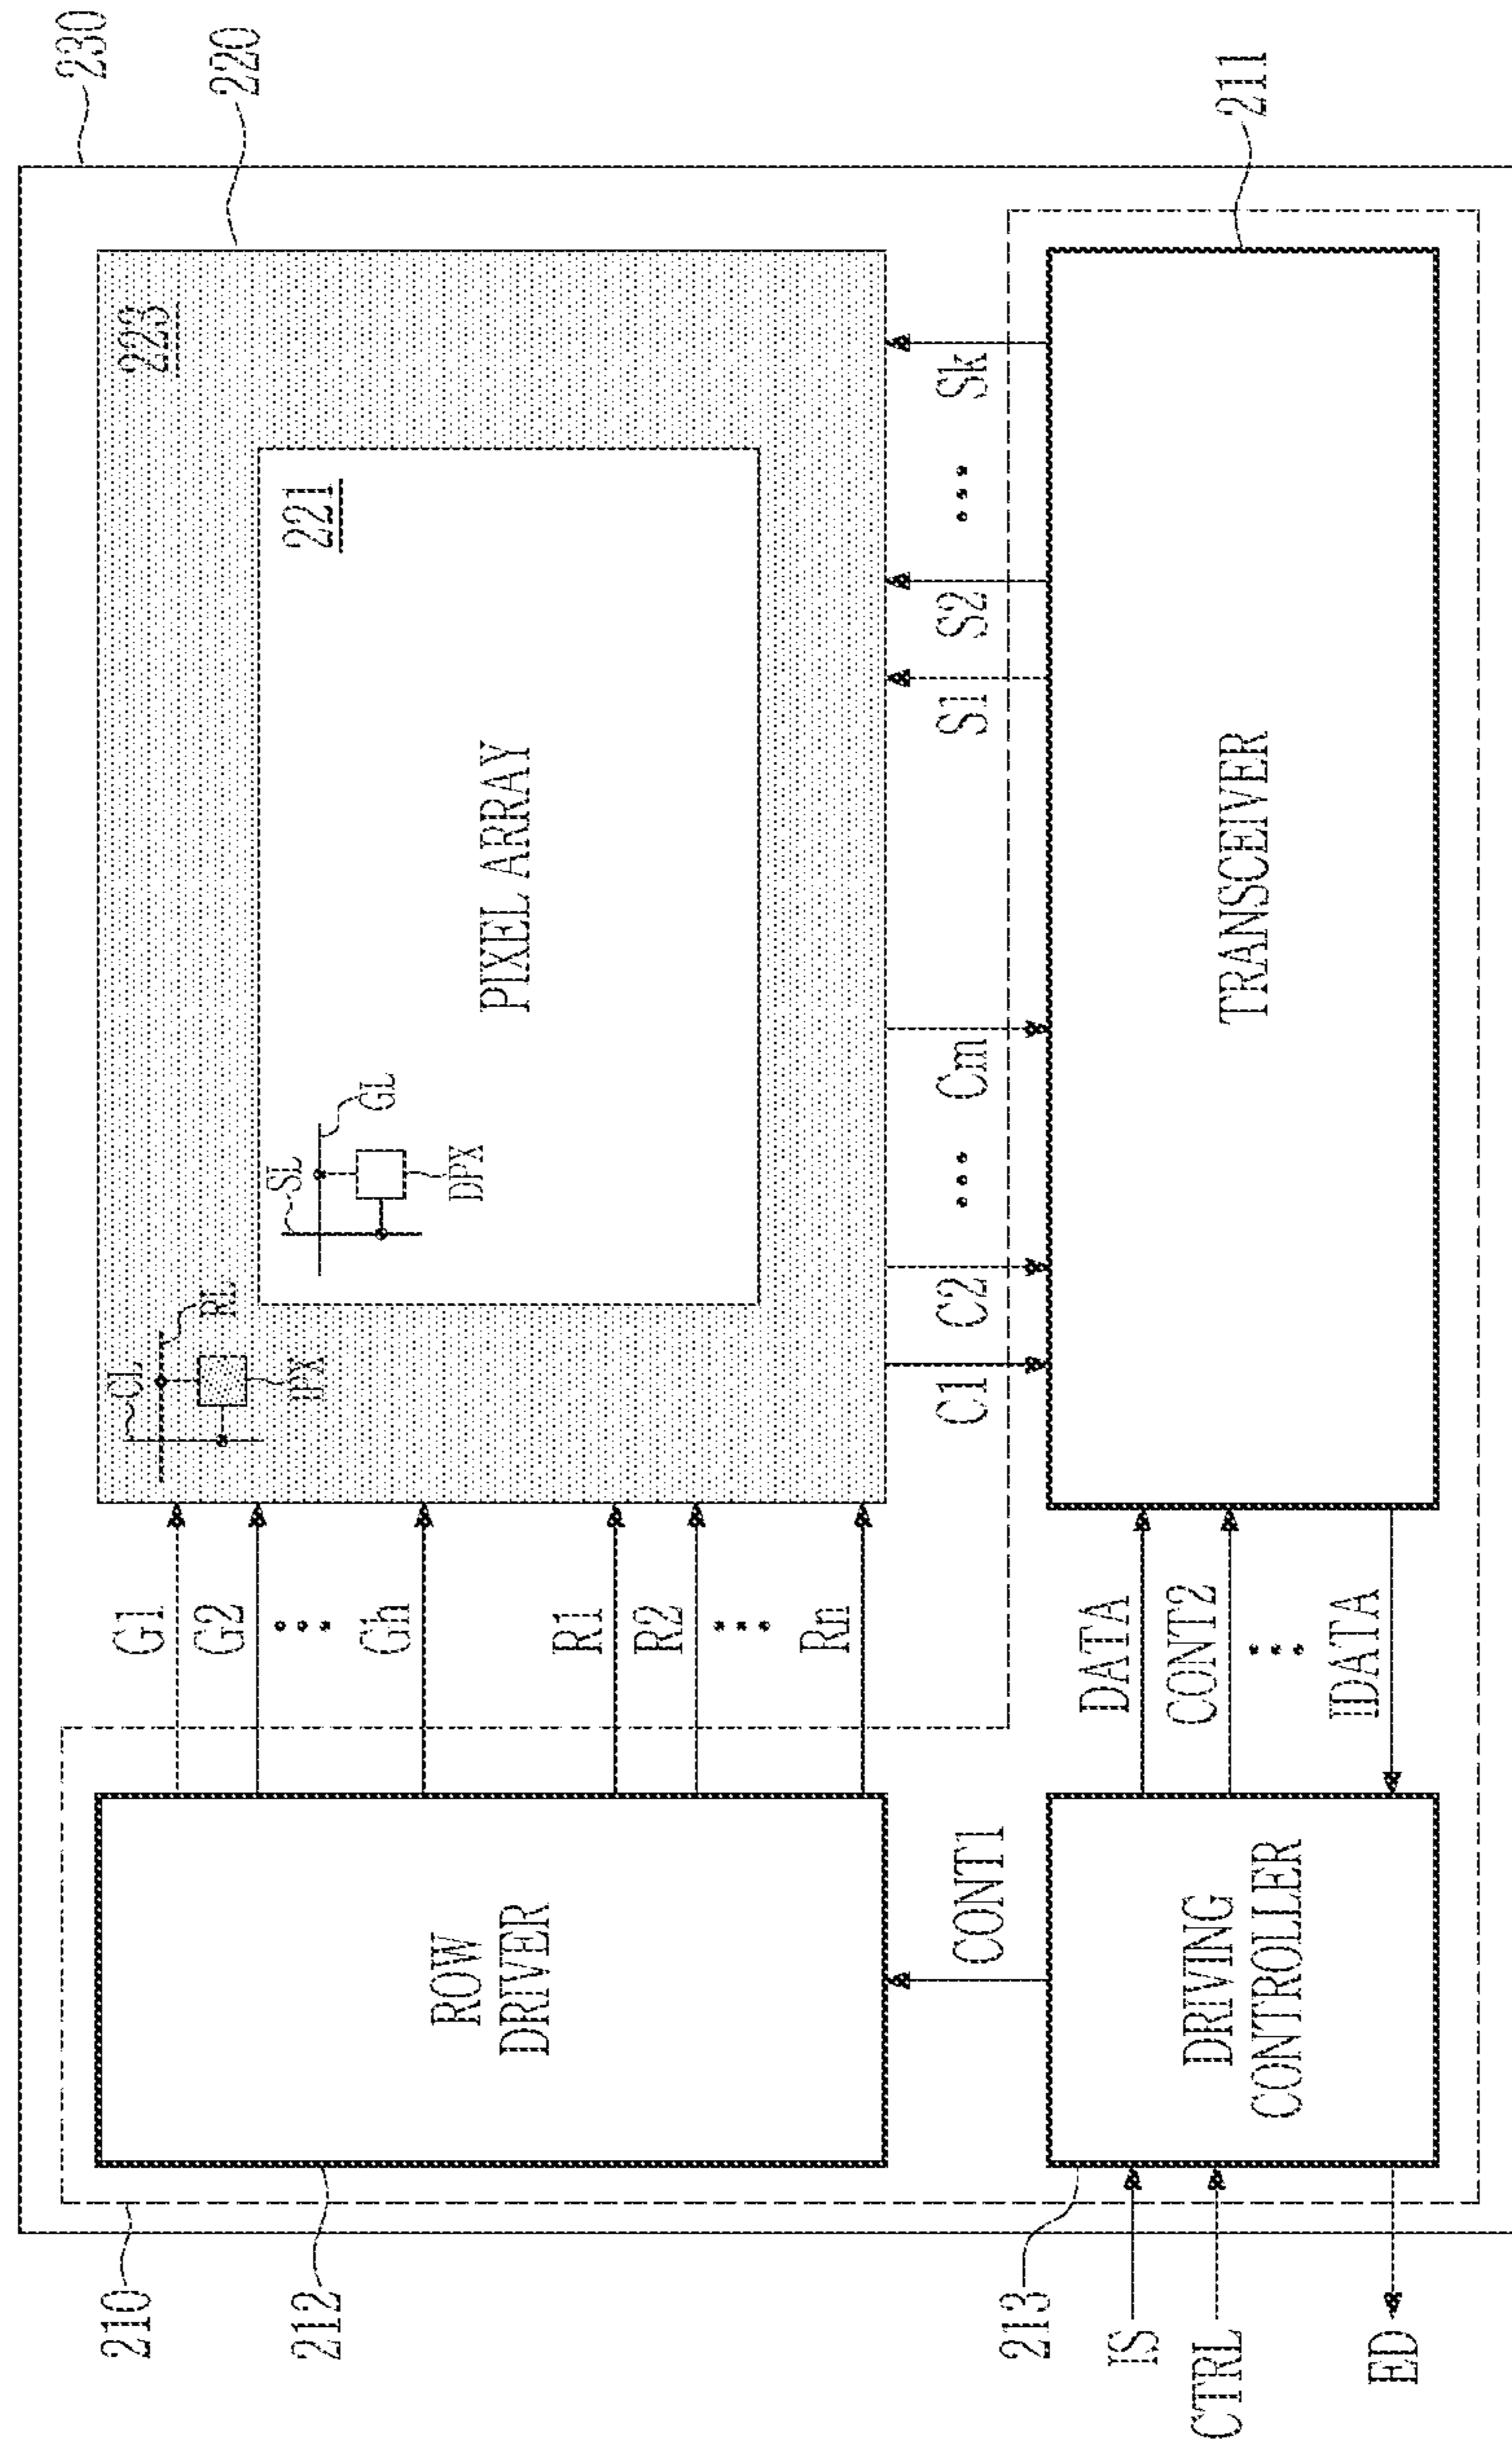 230
220
223
221
CL
RL
IPX
SL
GL
DPX
PIXEL ARRAY
210
212
ROW
DRIVER
G1
G2
Gh
R1
R2
Rn
CONT1
C1
C2
Cm
S1
S2
Sk
213
DRIVING
CONTROLLER
IS
CTRL
ED
DATA
CONT2
IDATA
TRANSCEIVER
211